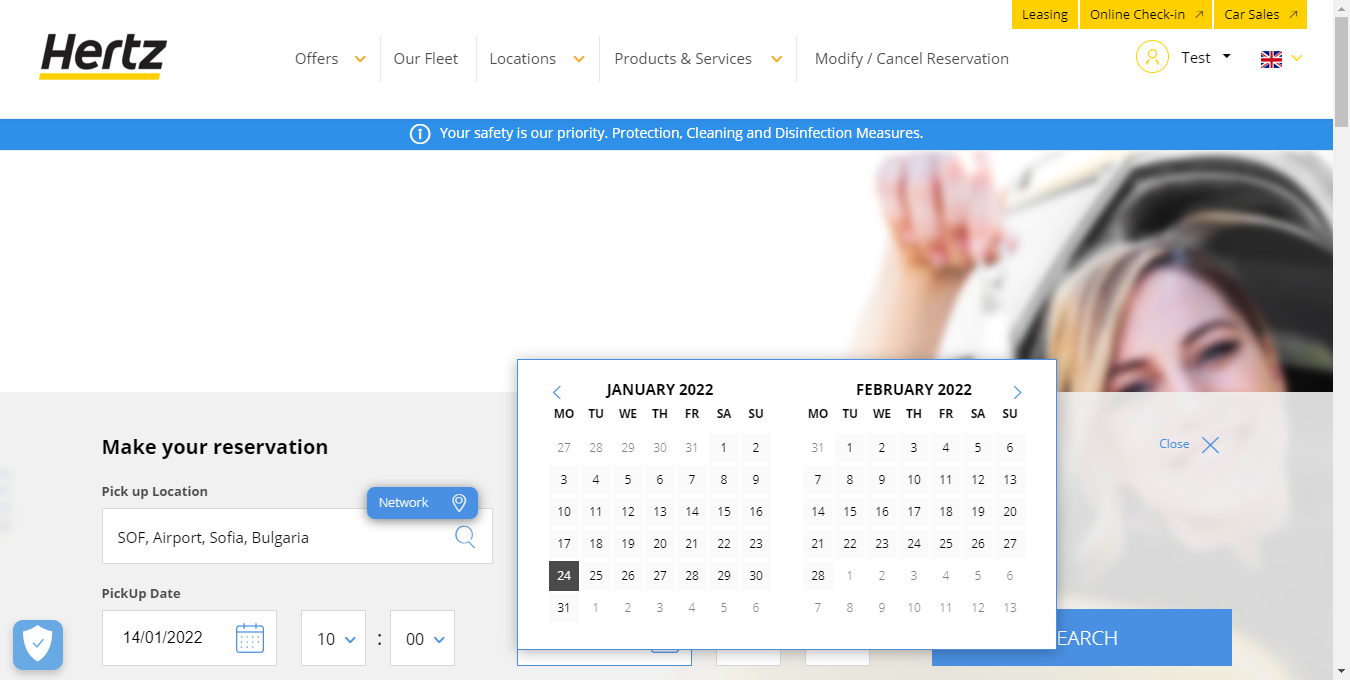 Leasing
Online Check-in
Car Sales
Hertz
Offers
Our Fleet
Locations
Products & Services
Modify / Cancel Reservation
Test
Your safety is our priority. Protection, Cleaning and Disinfection Measures.
JANUARY 2022
MO TU WE TH FR SA SU
27 28 29 30 31 1 2
3 4 5 6 7 8 9
10 11 12 13 14 15 16
17 18 19 20 21 22 23
24 25 26 27 28 29 30
31 1 2 3 4 5 6
FEBRUARY 2022
MO TU WE TH FR SA SU
31 1 2 3 4 5 6
7 8 9 10 11 12 13
14 15 16 17 18 19 20
21 22 23 24 25 26 27
28 1 2 3 4 5 6
7 8 9 10 11 12 13
Close
Make your reservation
Pick up Location
Network
SOF, Airport, Sofia, Bulgaria
PickUp Date
14/01/2022
10 : 00
EARCH